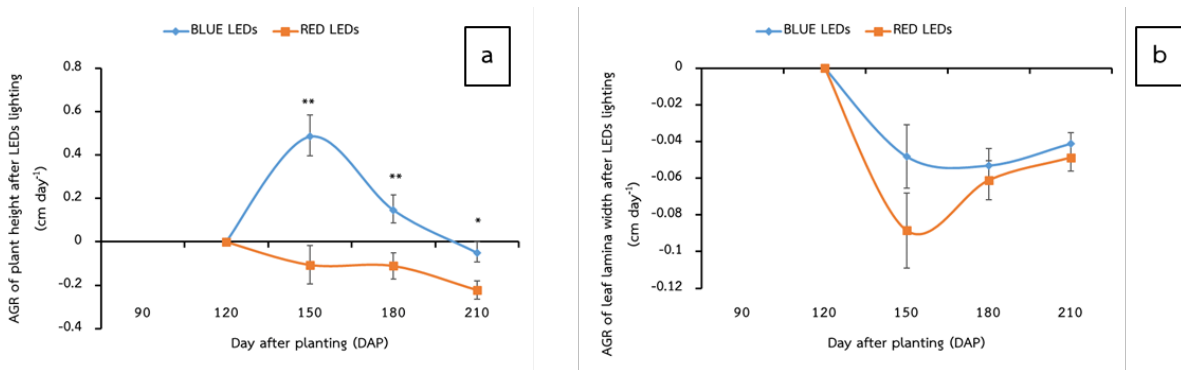 BLUE LEDs RED LEDs
a
AGR of plant height after LEDs lighting
(cm day⁻¹)
0.8
0.6
0.4
0.2
0
-0.2
-0.4
**
**
*
90 120 150 180 210
Day after planting (DAP)
BLUE LEDs RED LEDs
b
AGR of leaf lamina width after LEDs lighting
(cm day⁻¹)
0
-0.02
-0.04
-0.06
-0.08
-0.1
-0.12
90 120 150 180 210
Day after planting (DAP)